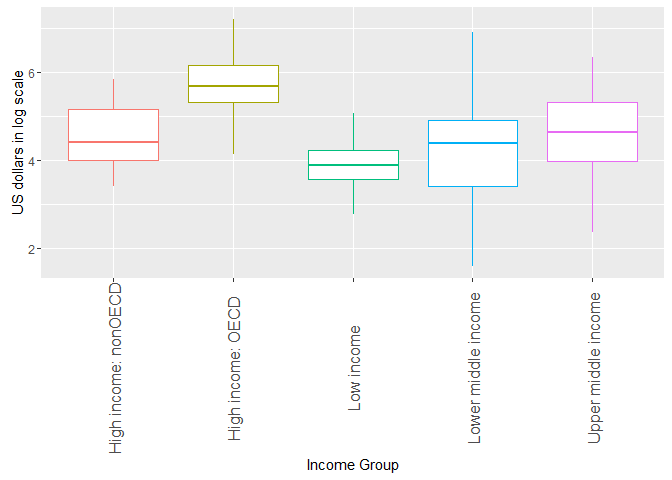 US dollars in log scale
6
4
2
High income: nonOECD
High income: OECD
Low income
Lower middle income
Upper middle income
Income Group